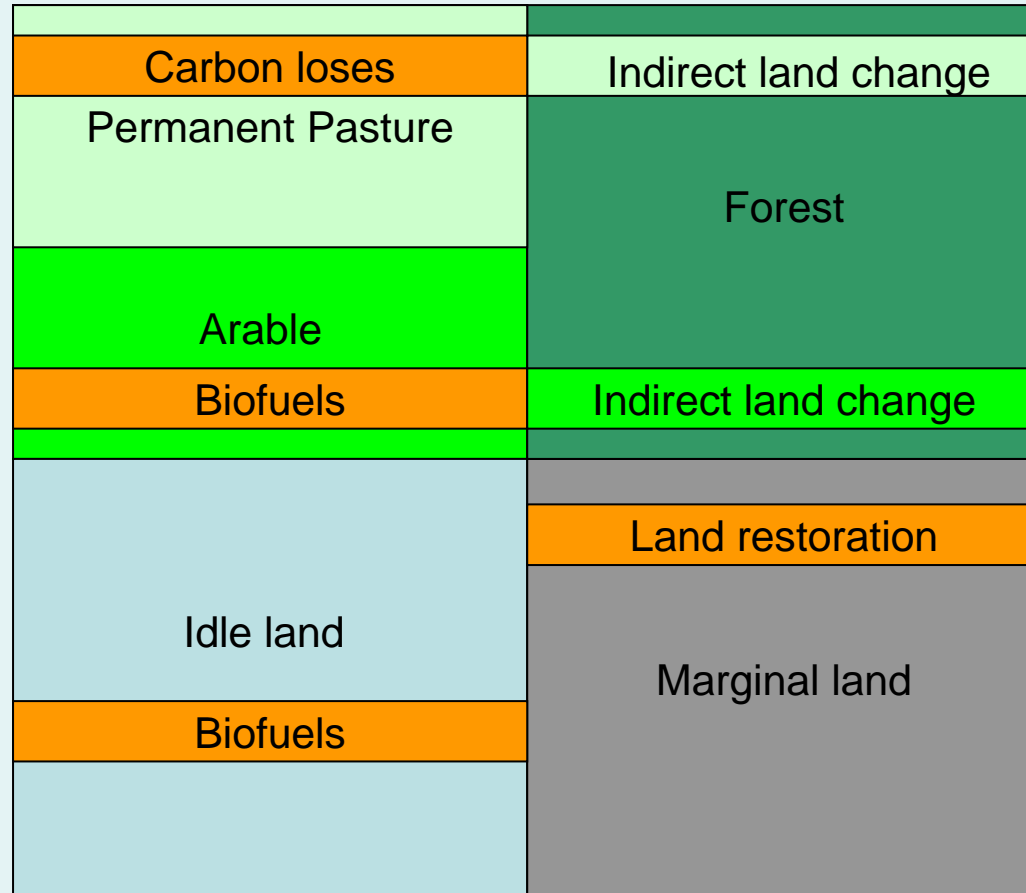 Carbon loses
Indirect land change
Permanent Pasture
Forest
Arable
Biofuels
Indirect land change
Land restoration
Idle land
Marginal land
Biofuels